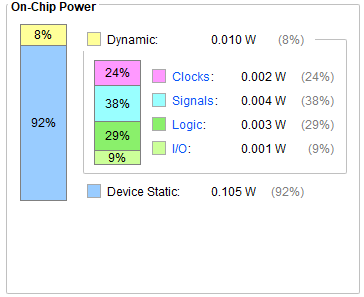 On-Chip Power
8%
92%
Dynamic: 0.010 W (8%)
24%
38%
29%
9%
Clocks: 0.002 W (24%)
Signals: 0.004 W (38%)
Logic: 0.003 W (29%)
I/O: 0.001 W (9%)
Device Static: 0.105 W (92%)